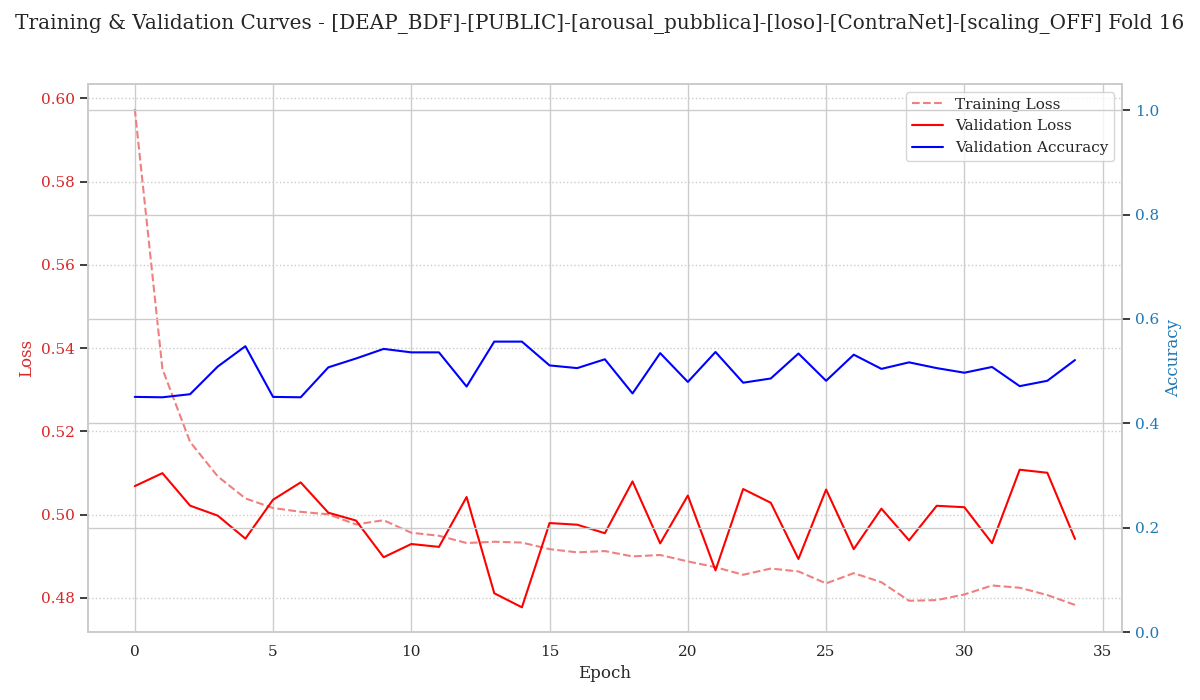 Training & Validation Curves - [DEAP_BDF]-[PUBLIC]-[arousal_pubblica]-[loso]-[ContraNet]-[scaling_OFF] Fold 16
Training Loss
Validation Loss
Validation Accuracy
0.60
0.58
0.56
0.54
0.52
0.50
0.48
Loss
1.0
0.8
0.6
0.4
0.2
0.0
Accuracy
0 5 10 15 20 25 30 35
Epoch